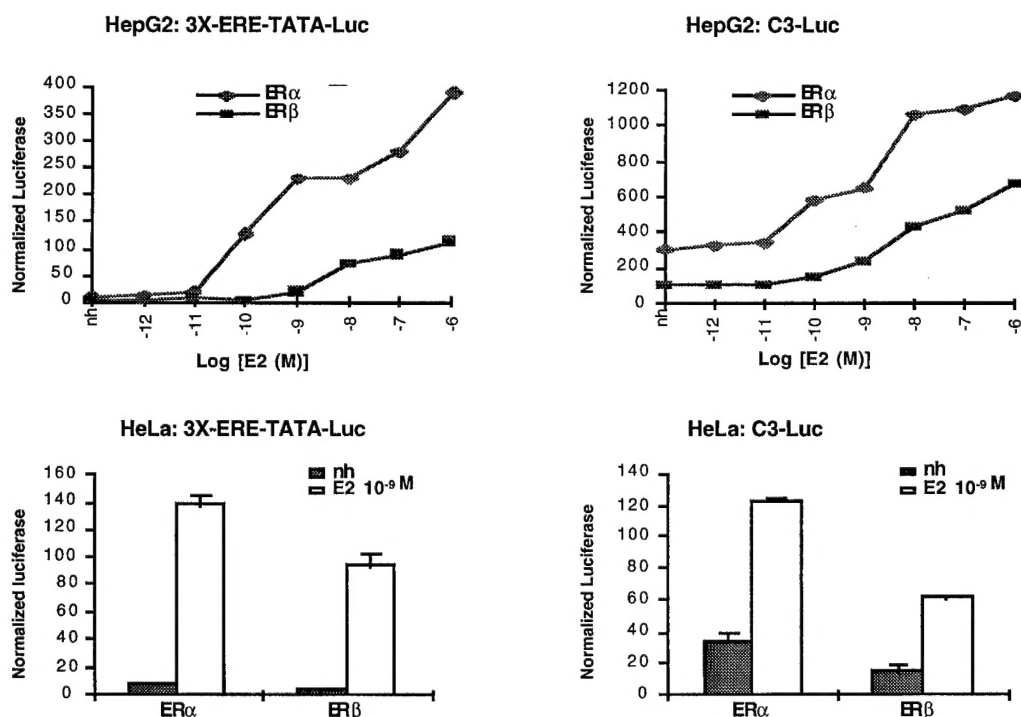 HepG2: 3X-ERE-TATA-Luc
Normalized Luciferase
400
350
300
250
200
150
100
50
0
ERα
ERβ
nh
-12
-11
-10
-9
-8
-7
-6
Log [E2 (M)]
HepG2: C3-Luc
Normalized Luciferase
1200
1000
800
600
400
200
0
ERα
ERβ
nh
-12
-11
-10
-9
-8
-7
-6
Log [E2 (M)]
HeLa: 3X-ERE-TATA-Luc
Normalized luciferase
160
140
120
100
80
60
40
20
0
nh
E2 10⁻⁹ M
ERα
ERβ
HeLa: C3-Luc
Normalized Luciferase
140
120
100
80
60
40
20
0
nh
E2 10⁻⁹ M
ERα
ERβ